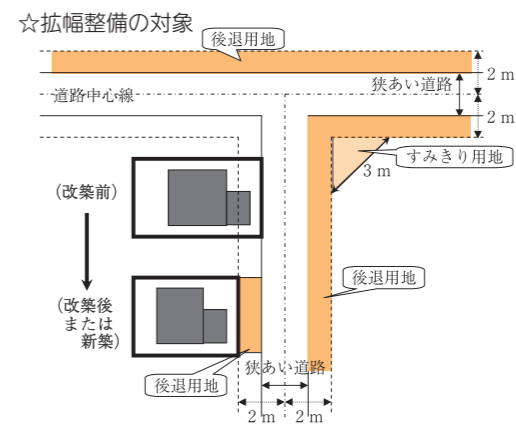 ☆拡幅整備の対象
後退用地
道路中心線
狭あい道路
2 m
2 m
すみきり用地
3 m
(改築前)
(改築後
または
新築)
後退用地
狭あい道路
後退用地
2 m
2 m